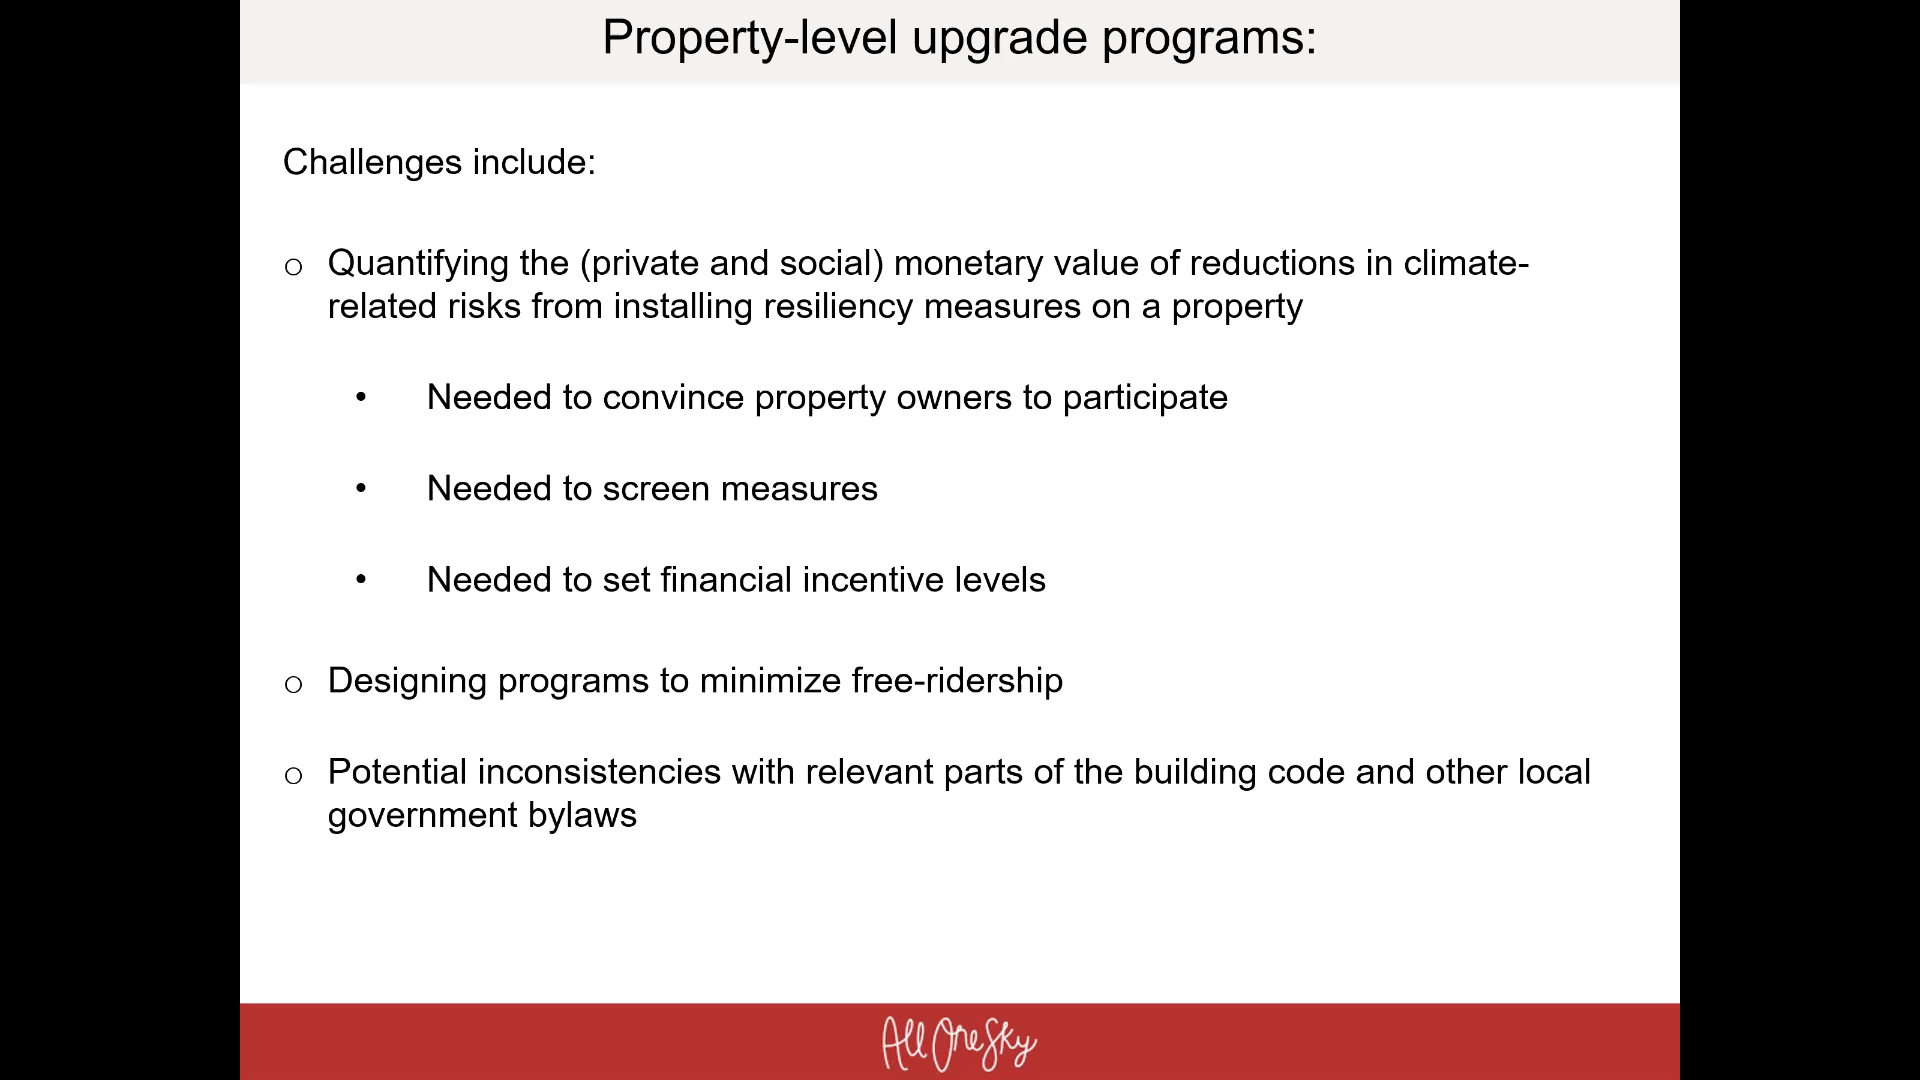 Property-level upgrade programs:
Challenges include:
o Quantifying the (private and social) monetary value of reductions in climate-
related risks from installing resiliency measures on a property
• Needed to convince property owners to participate
• Needed to screen measures
• Needed to set financial incentive levels
o Designing programs to minimize free-ridership
o Potential inconsistencies with relevant parts of the building code and other local
government bylaws
All One Sky